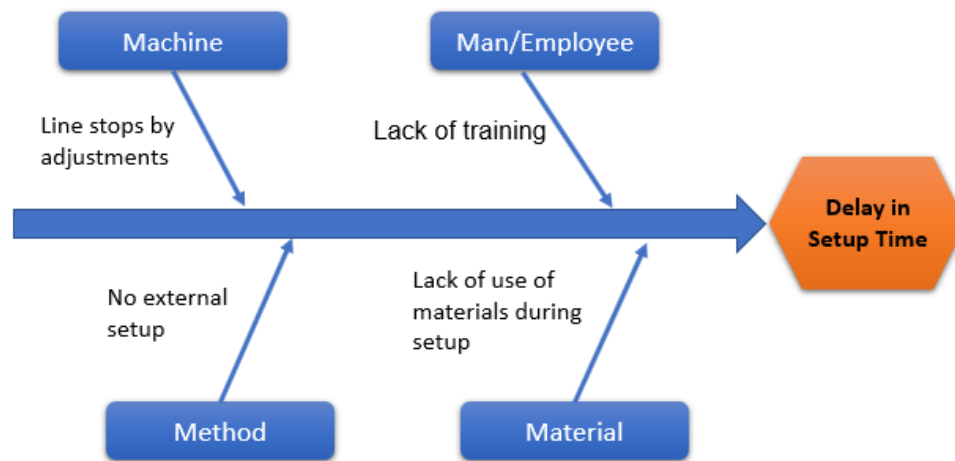 Machine
Man/Employee
Line stops by
adjustments
Lack of training
Delay in
Setup Time
No external
setup
Lack of use of
materials during
setup
Method
Material